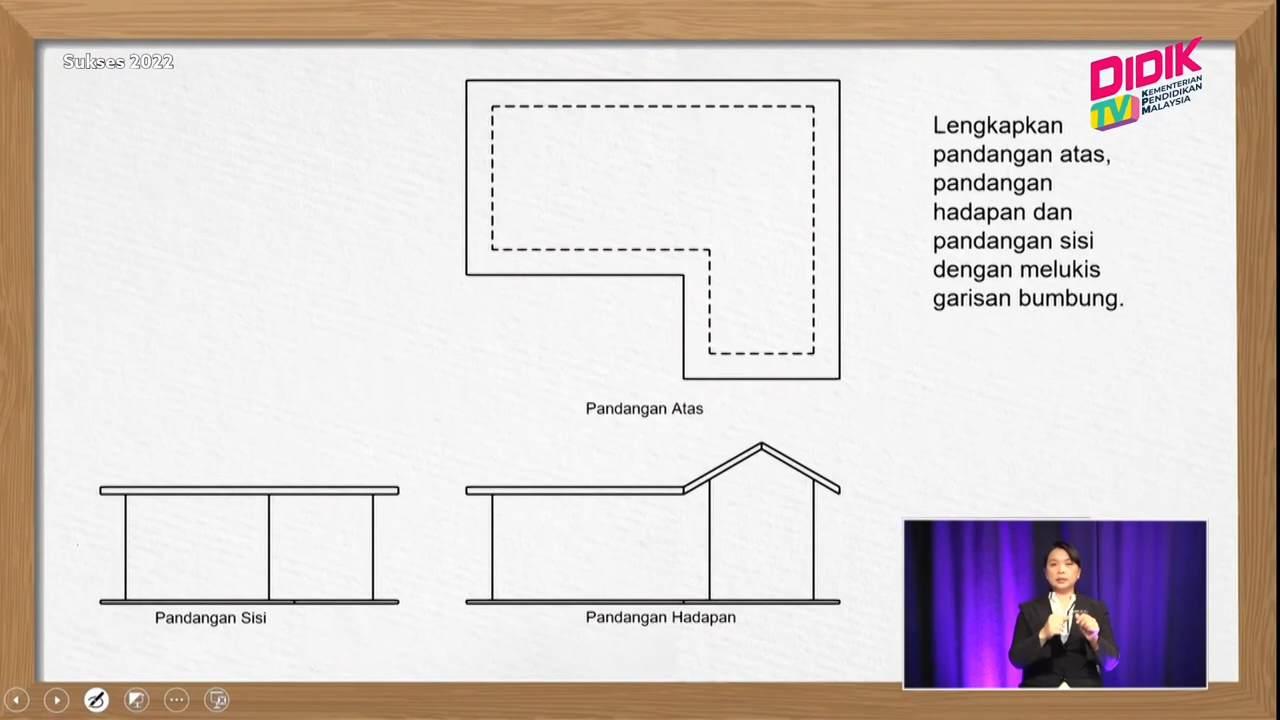 Sukses 2022
DIDIK
TV
KEMENTERIAN
PENDIDIKAN
MALAYSIA
Lengkapkan
pandangan atas,
pandangan
hadapan dan
pandangan sisi
dengan melukis
garisan bumbung.
Pandangan Atas
Pandangan Sisi
Pandangan Hadapan